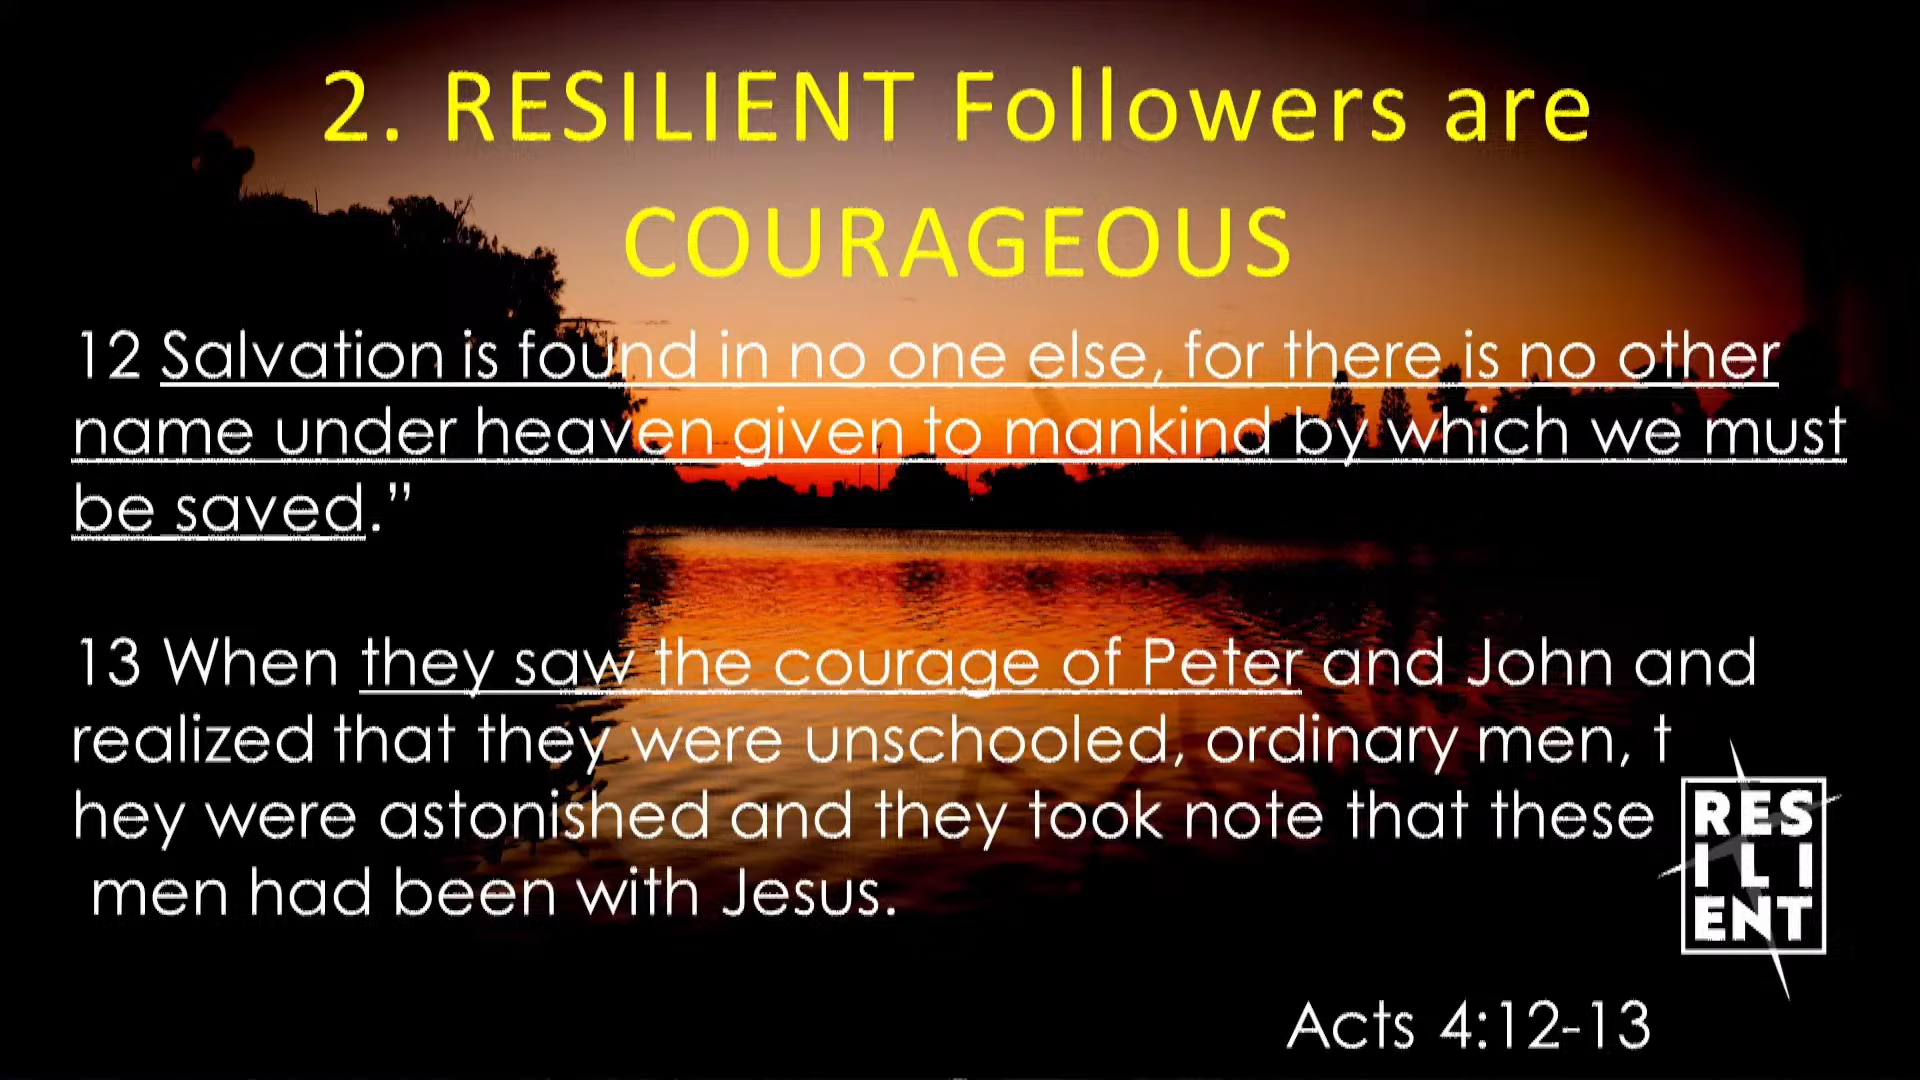 2. RESILIENT Followers are
COURAGEOUS
12 Salvation is found in no one else, for there is no other
name under heaven given to mankind by which we must
be saved.”
13 When they saw the courage of Peter and John and
realized that they were unschooled, ordinary men, t
hey were astonished and they took note that these
men had been with Jesus.
RES
ILI
ENT
Acts 4:12-13